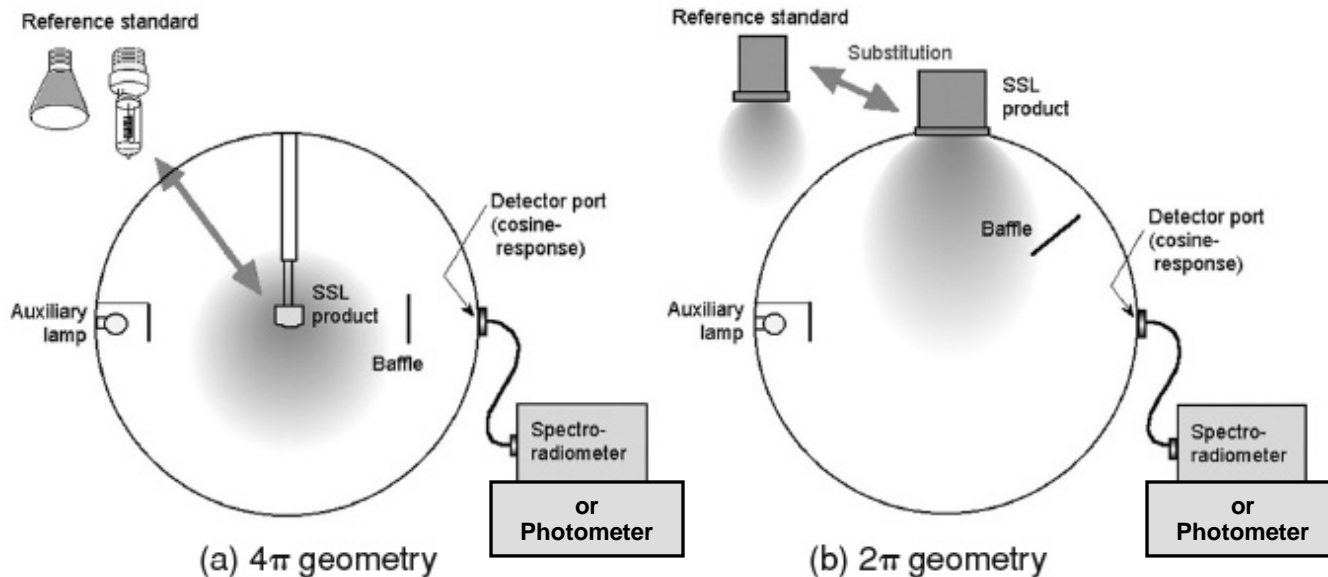 Reference standard
SSL
product
Detector port
(cosine-
response)
Auxiliary
lamp
Baffle
Spectro-
radiometer
or
Photometer
(a) 4π geometry
Reference standard
Substitution
SSL
product
Baffle
Detector port
(cosine-
response)
Auxiliary
lamp
Spectro-
radiometer
or
Photometer
(b) 2π geometry